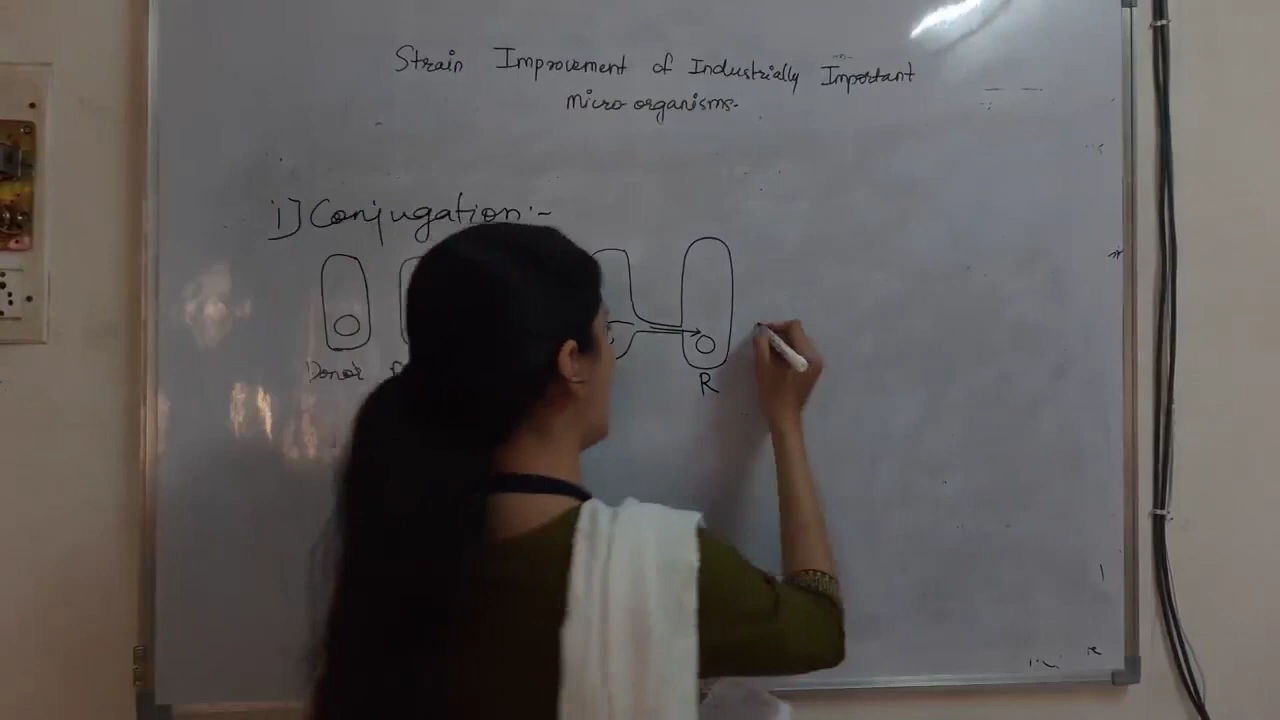 Strain Improvement of Industrially Important
Micro organisms.
i] Conjugation :-
Donor
R